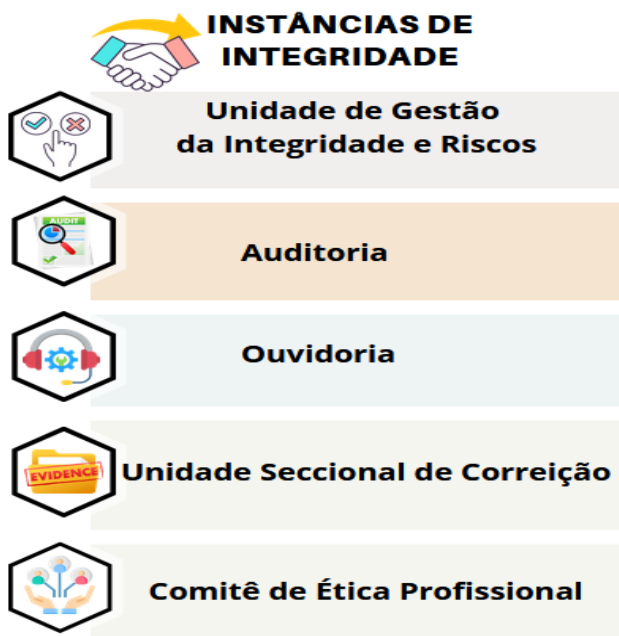 INSTÂNCIAS DE
INTEGRIDADE
Unidade de Gestão
da Integridade e Riscos
AUDIT
Auditoria
Ouvidoria
EVIDENCE
Unidade Seccional de Correição
Comitê de Ética Profissional